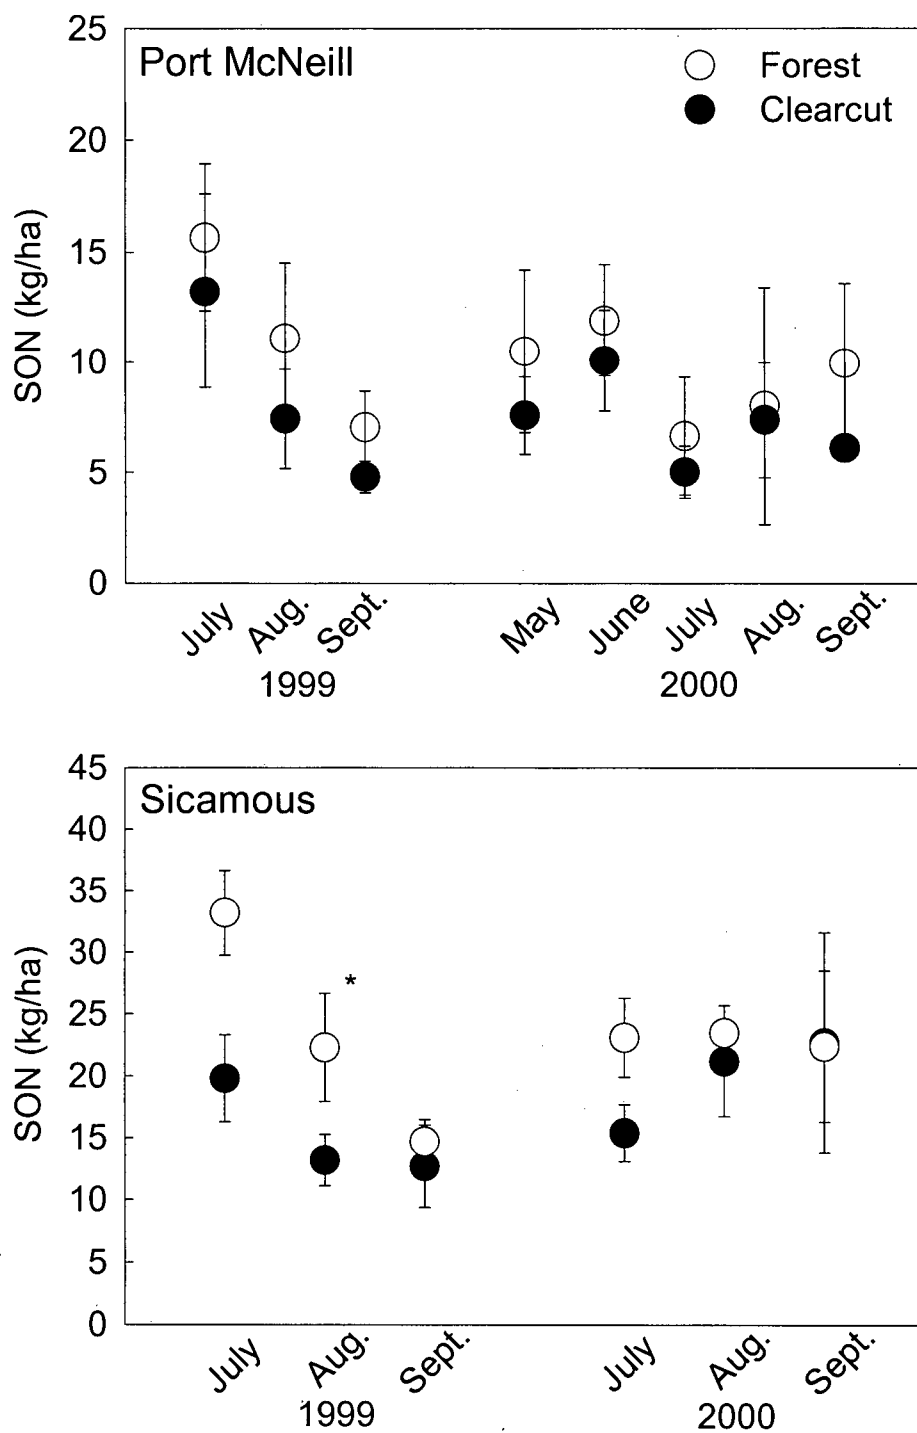 25
Port McNeill
Forest
Clearcut
20
15
10
5
0
SON (kg/ha)
July
Aug.
Sept.
May
June
July
Aug.
Sept.
1999
2000
45
Sicamous
40
35
30
*
25
20
15
10
5
0
SON (kg/ha)
July
Aug.
Sept.
July
Aug.
Sept.
1999
2000